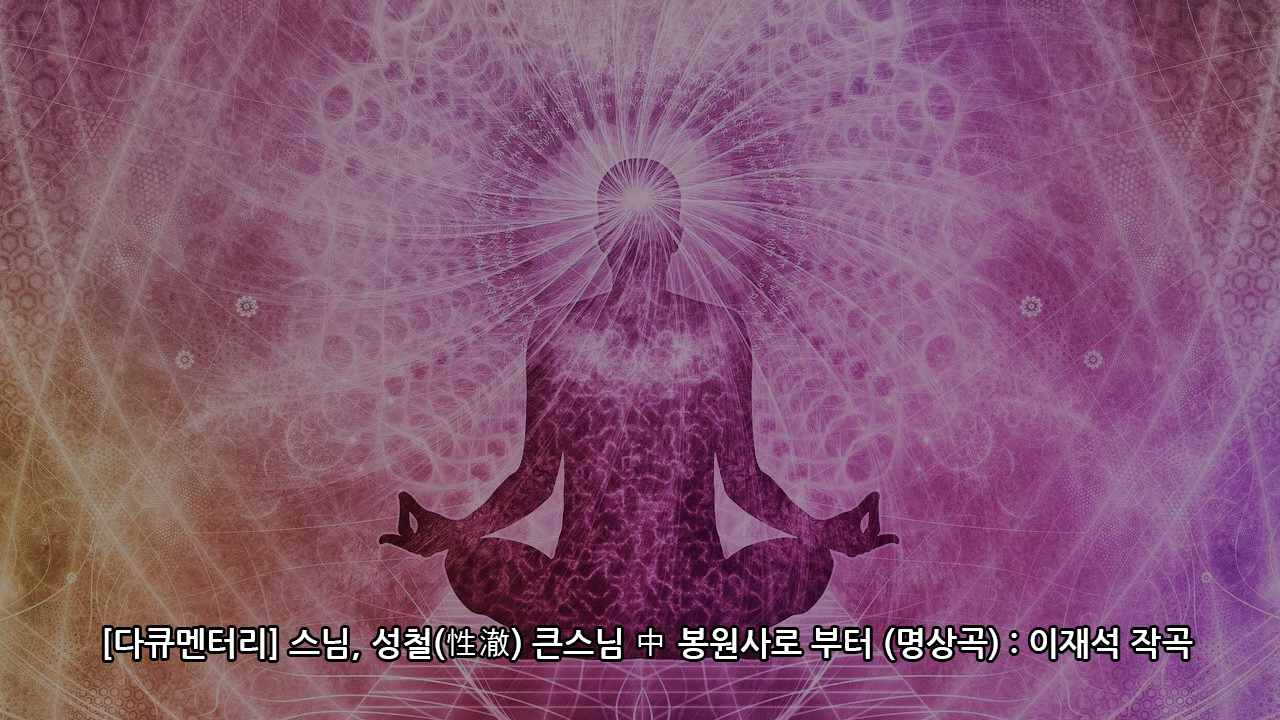 [다큐멘터리] 스님, 성철(性澈) 큰스님 中 봉원사로 부터 (명상곡) : 이재석 작곡